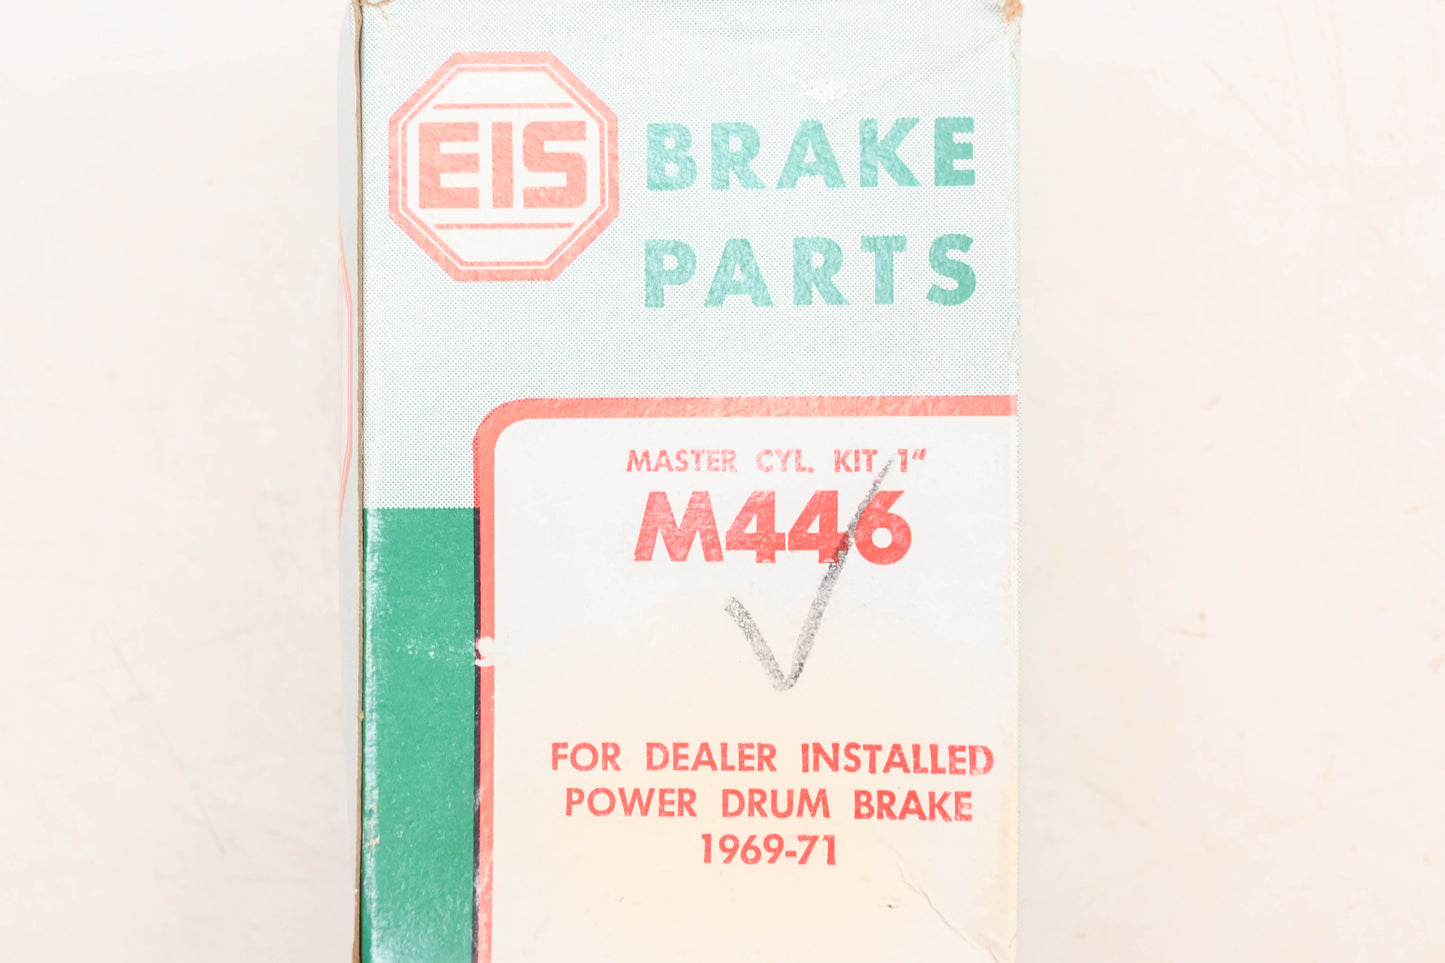 EIS
BRAKE
PARTS
MASTER CYL. KIT 1"
M446
FOR DEALER INSTALLED
POWER DRUM BRAKE
1969-71